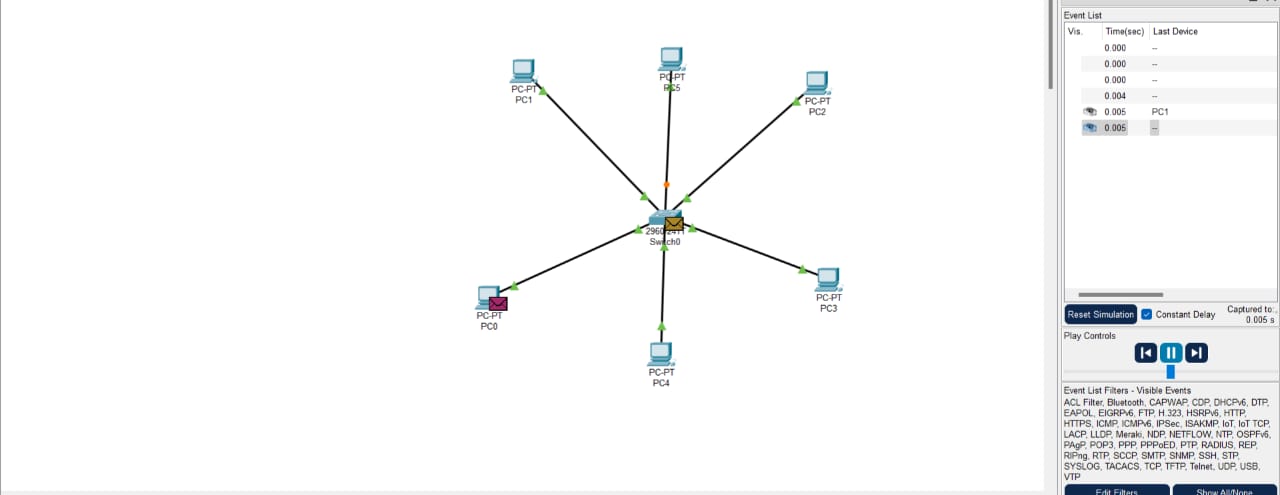 PC-PT
PC1
PC-PT
PC5
PC-PT
PC2
2960-24TT
Switch0
PC-PT
PC0
PC-PT
PC3
PC-PT
PC4
Event List
Vis. Time(sec) Last Device
0.000 --
0.000 --
0.000 --
0.004 --
0.005 PC1
0.005 --
Reset Simulation Constant Delay Captured to:
0.005 s
Play Controls
Event List Filters - Visible Events
ACL Filter, Bluetooth, CAPWAP, CDP, DHCPv6, DTP,
EAPOL, EIGRPv6, FTP, H.323, HSRPv6, HTTP,
HTTPS, ICMP, ICMPv6, IPSec, ISAKMP, IoT, IoT TCP,
LACP, LLDP, Meraki, NDP, NETFLOW, NTP, OSPFv6,
PAgP, POP3, PPP, PPPoED, PTP, RADIUS, REP,
RIPng, RTP, SCCP, SMTP, SNMP, SSH, STP,
SYSLOG, TACACS, TCP, TFTP, Telnet, UDP, USB,
VTP
Edit Filters Show All/None